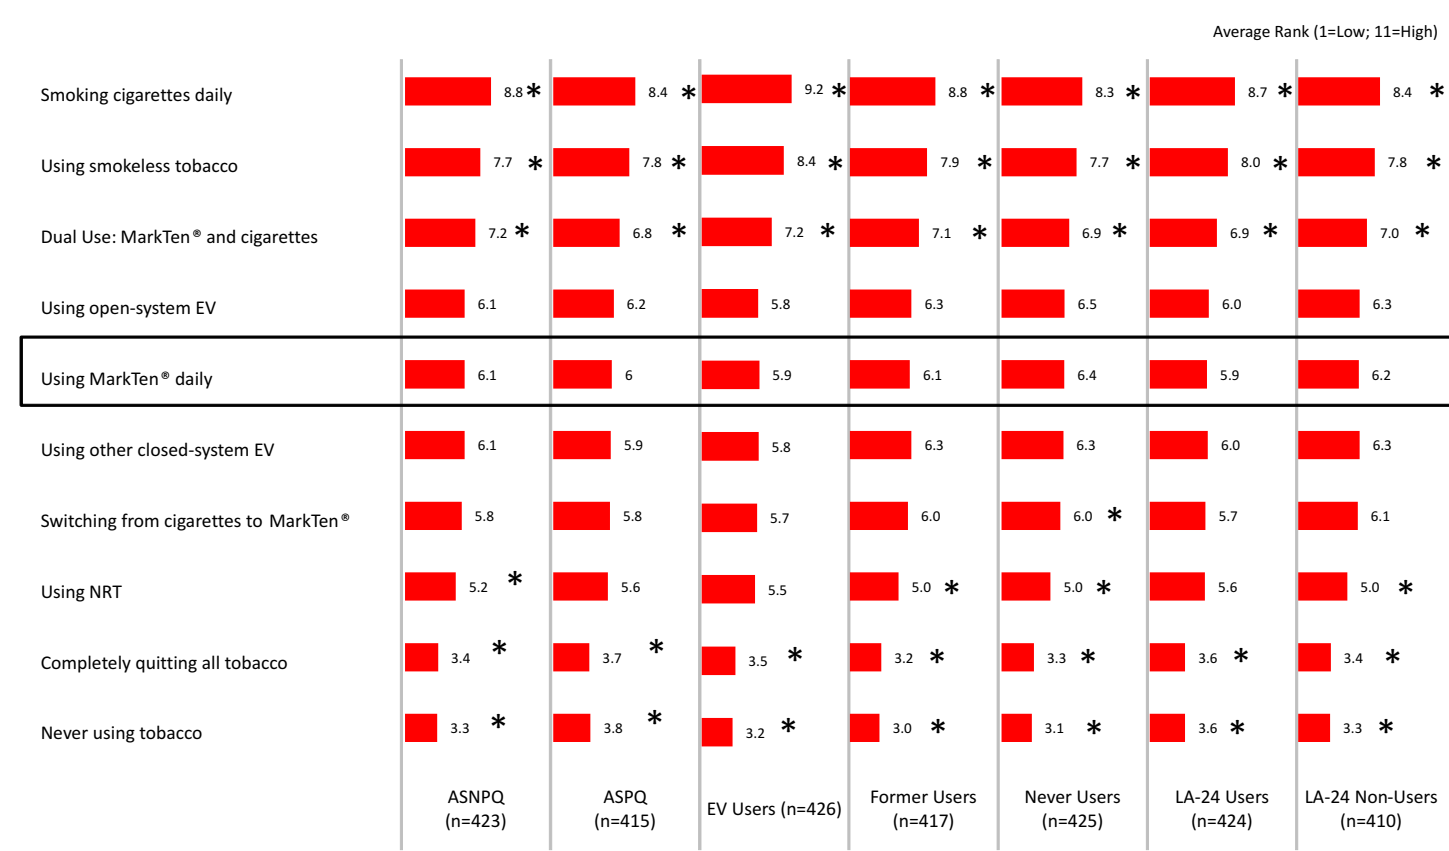 Average Rank (1=Low; 11=High)
Smoking cigarettes daily 8.8 * 8.4 * 9.2 * 8.8 * 8.3 * 8.7 * 8.4 *
Using smokeless tobacco 7.7 * 7.8 * 8.4 * 7.9 * 7.7 * 8.0 * 7.8 *
Dual Use: MarkTen® and cigarettes 7.2 * 6.8 * 7.2 * 7.1 * 6.9 * 6.9 * 7.0 *
Using open-system EV 6.1 6.2 5.8 6.3 6.5 6.0 6.3
Using MarkTen® daily 6.1 6 5.9 6.1 6.4 5.9 6.2
Using other closed-system EV 6.1 5.9 5.8 6.3 6.3 6.0 6.3
Switching from cigarettes to MarkTen® 5.8 5.8 5.7 6.0 6.0 * 5.7 6.1
Using NRT 5.2 * 5.6 5.5 5.0 * 5.0 * 5.6 5.0 *
Completely quitting all tobacco 3.4 * 3.7 * 3.5 * 3.2 * 3.3 * 3.6 * 3.4 *
Never using tobacco 3.3 * 3.8 * 3.2 * 3.0 * 3.1 * 3.6 * 3.3 *
ASNPQ ASPQ EV Users (n=426) Former Users Never Users LA-24 Users LA-24 Non-Users
(n=423) (n=415) (n=417) (n=425) (n=424) (n=410)